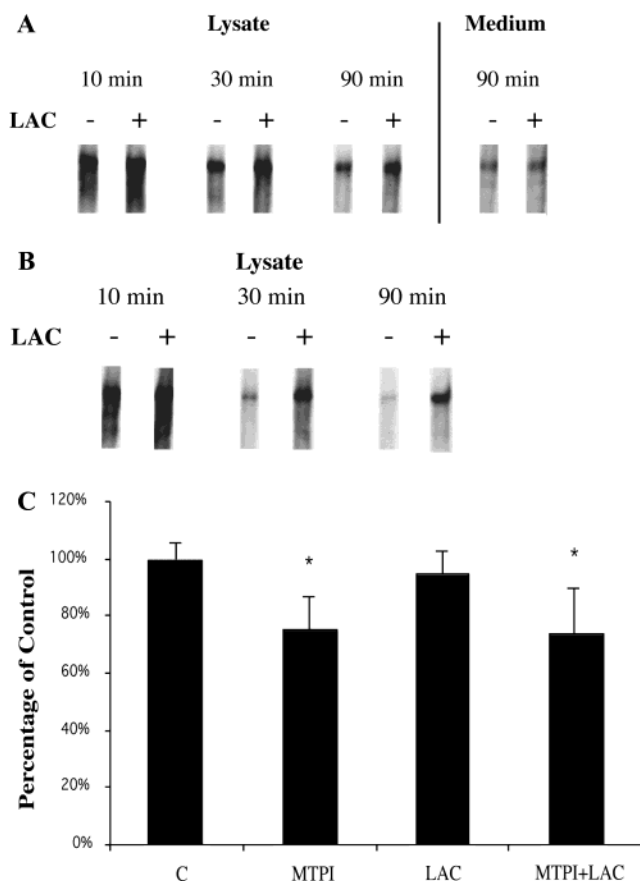 A Lysate Medium
10 min 30 min 90 min 90 min
LAC - + - + - + - +
B Lysate
10 min 30 min 90 min
LAC - + - + - +
C 120%
100%
80%
60%
40%
20%
0%
Percentage of Control
* *
C MTPI LAC MTPI+LAC